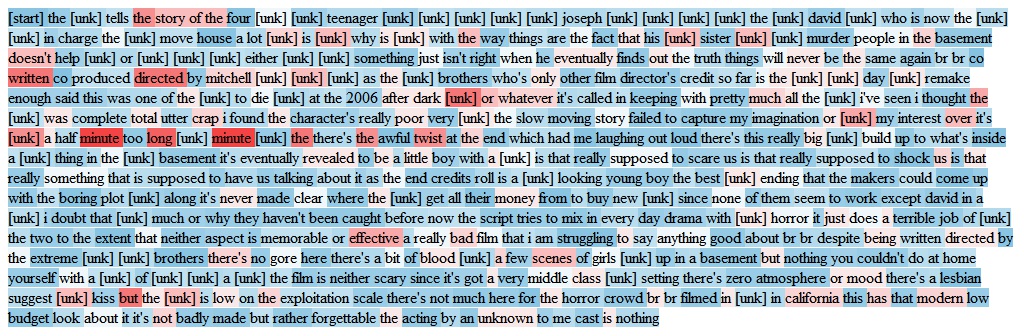 [start] the [unk] tells the story of the four [unk] [unk] teenager [unk] [unk] [unk] [unk] [unk] joseph [unk] [unk] [unk] [unk] the [unk] david [unk] who is now the [unk]
[unk] in charge the [unk] move house a lot [unk] is [unk] why is [unk] with the way things are the fact that his [unk] sister [unk] [unk] murder people in the basement
doesn't help [unk] or [unk] [unk] [unk] either [unk] [unk] something just isn't right when he eventually finds out the truth things will never be the same again br br co
written co produced directed by mitchell [unk] [unk] [unk] as the [unk] brothers who's only other film director's credit so far is the [unk] [unk] day [unk] remake
enough said this was one of the [unk] to die [unk] at the 2006 after dark [unk] or whatever it's called in keeping with pretty much all the [unk] i've seen i thought the
[unk] was complete total utter crap i found the character's really poor very [unk] the slow moving story failed to capture my imagination or [unk] my interest over it's
[unk] a half minute too long [unk] minute [unk] the there's the awful twist at the end which had me laughing out loud there's this really big [unk] build up to what's inside
a [unk] thing in the [unk] basement it's eventually revealed to be a little boy with a [unk] is that really supposed to scare us is that really supposed to shock us is that
really something that is supposed to have us talking about it as the end credits roll is a [unk] looking young boy the best [unk] ending that the makers could come up
with the boring plot [unk] along it's never made clear where the [unk] get all their money from to buy new [unk] since none of them seem to work except david in a
[unk] i doubt that [unk] much or why they haven't been caught before now the script tries to mix in every day drama with [unk] horror it just does a terrible job of [unk]
the two to the extent that neither aspect is memorable or effective a really bad film that i am struggling to say anything good about br br despite being written directed by
the extreme [unk] [unk] brothers there's no gore here there's a bit of blood [unk] a few scenes of girls [unk] up in a basement but nothing you couldn't do at home
yourself with a [unk] of [unk] [unk] a [unk] the film is neither scary since it's got a very middle class [unk] setting there's zero atmosphere or mood there's a lesbian
suggest [unk] kiss but the [unk] is low on the exploitation scale there's not much here for the horror crowd br br filmed in [unk] in california this has that modern low
budget look about it it's not badly made but rather forgettable the acting by an unknown to me cast is nothing